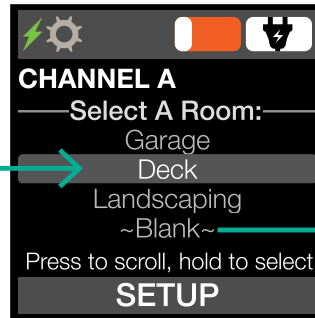 CHANNEL A
Select A Room:
Garage
Deck
Landscaping
~Blank~
Press to scroll, hold to select
SETUP